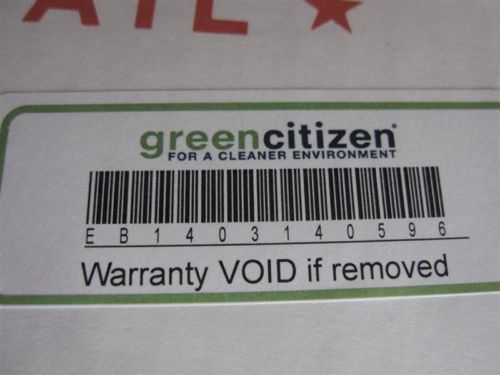 greencitizen®
FOR A CLEANER ENVIRONMENT
EB1403140596
Warranty VOID if removed